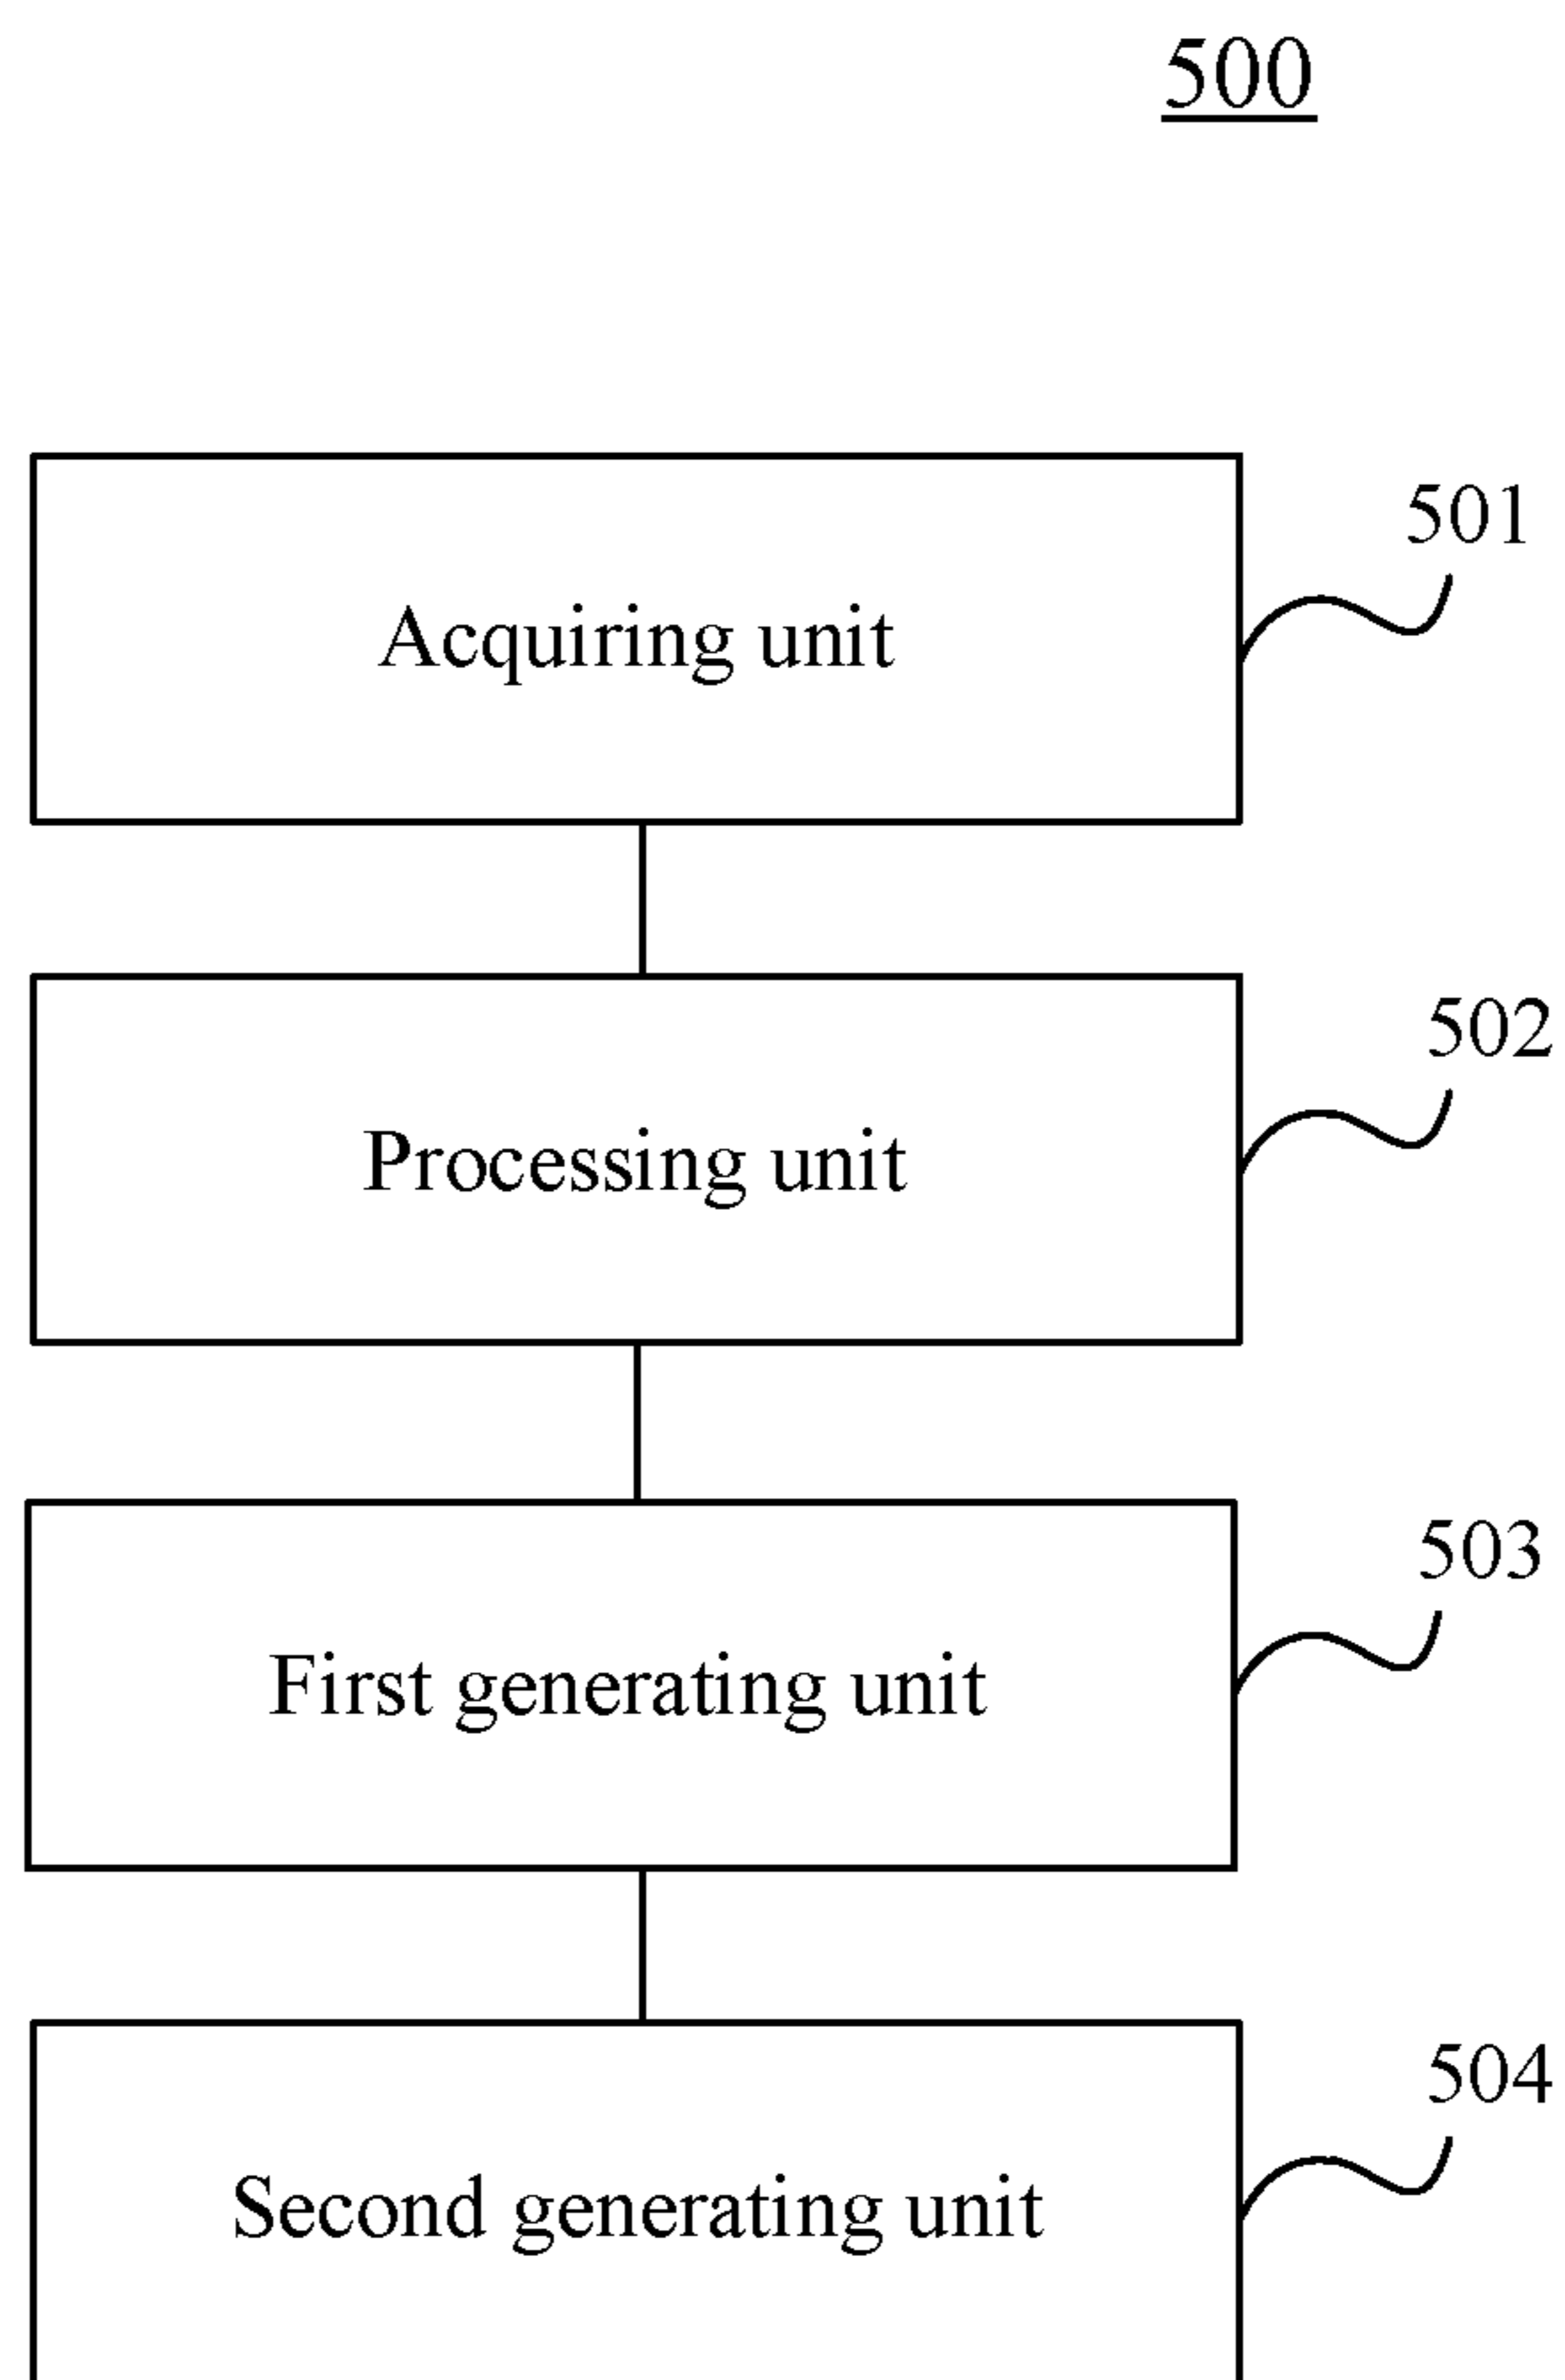 500
501
Acquiring unit
502
Processing unit
503
First generating unit
504
Second generating unit